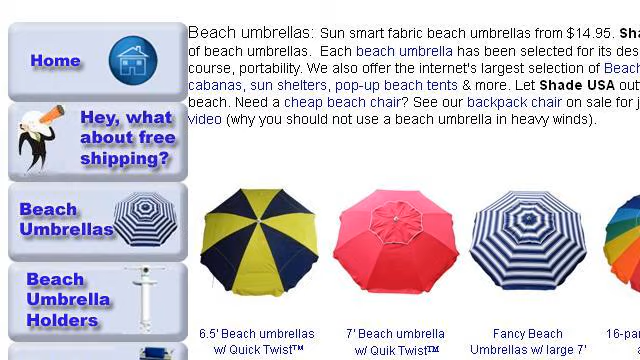 Home
Hey, what
about free
shipping?
Beach
Umbrellas
Beach
Umbrella
Holders
Beach umbrellas: Sun smart fabric beach umbrellas from $14.95. Sha
of beach umbrellas. Each beach umbrella has been selected for its des
course, portability. We also offer the internet's largest selection of Beach
cabanas, sun shelters, pop-up beach tents & more. Let Shade USA out
beach. Need a cheap beach chair? See our backpack chair on sale for j
video (why you should not use a beach umbrella in heavy winds).
6.5' Beach umbrellas
w/ Quick Twist™
7' Beach umbrella
w/ Quik Twist™
Fancy Beach
Umbrellas w/ large 7'
16-pa